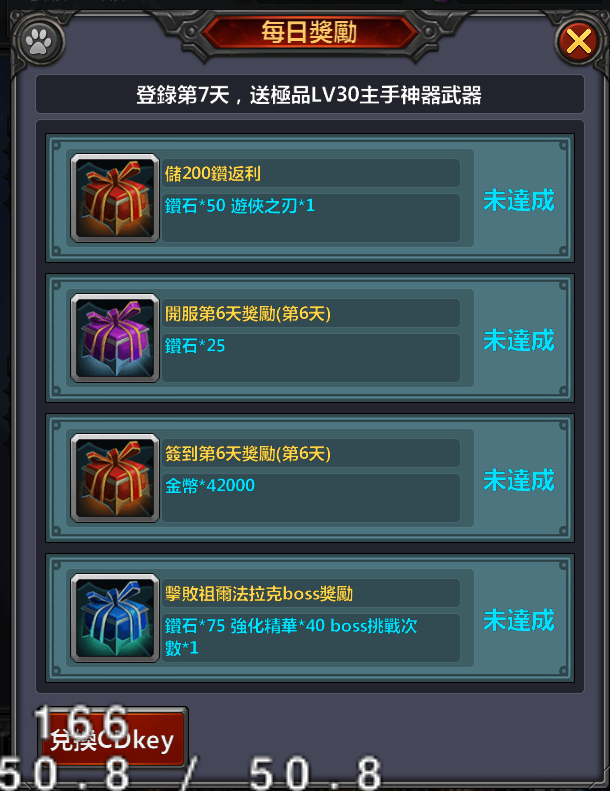 每日獎勵
登錄第7天，送極品LV30主手神器武器
儲200鑽返利
鑽石*50 遊俠之刃*1
未達成
開服第6天獎勵(第6天)
鑽石*25
未達成
簽到第6天獎勵(第6天)
金幣*42000
未達成
擊敗祖爾法拉克boss獎勵
鑽石*75 強化精華*40 boss挑戰次
數*1
未達成
166
兌換CDkey
50.8 / 50.8